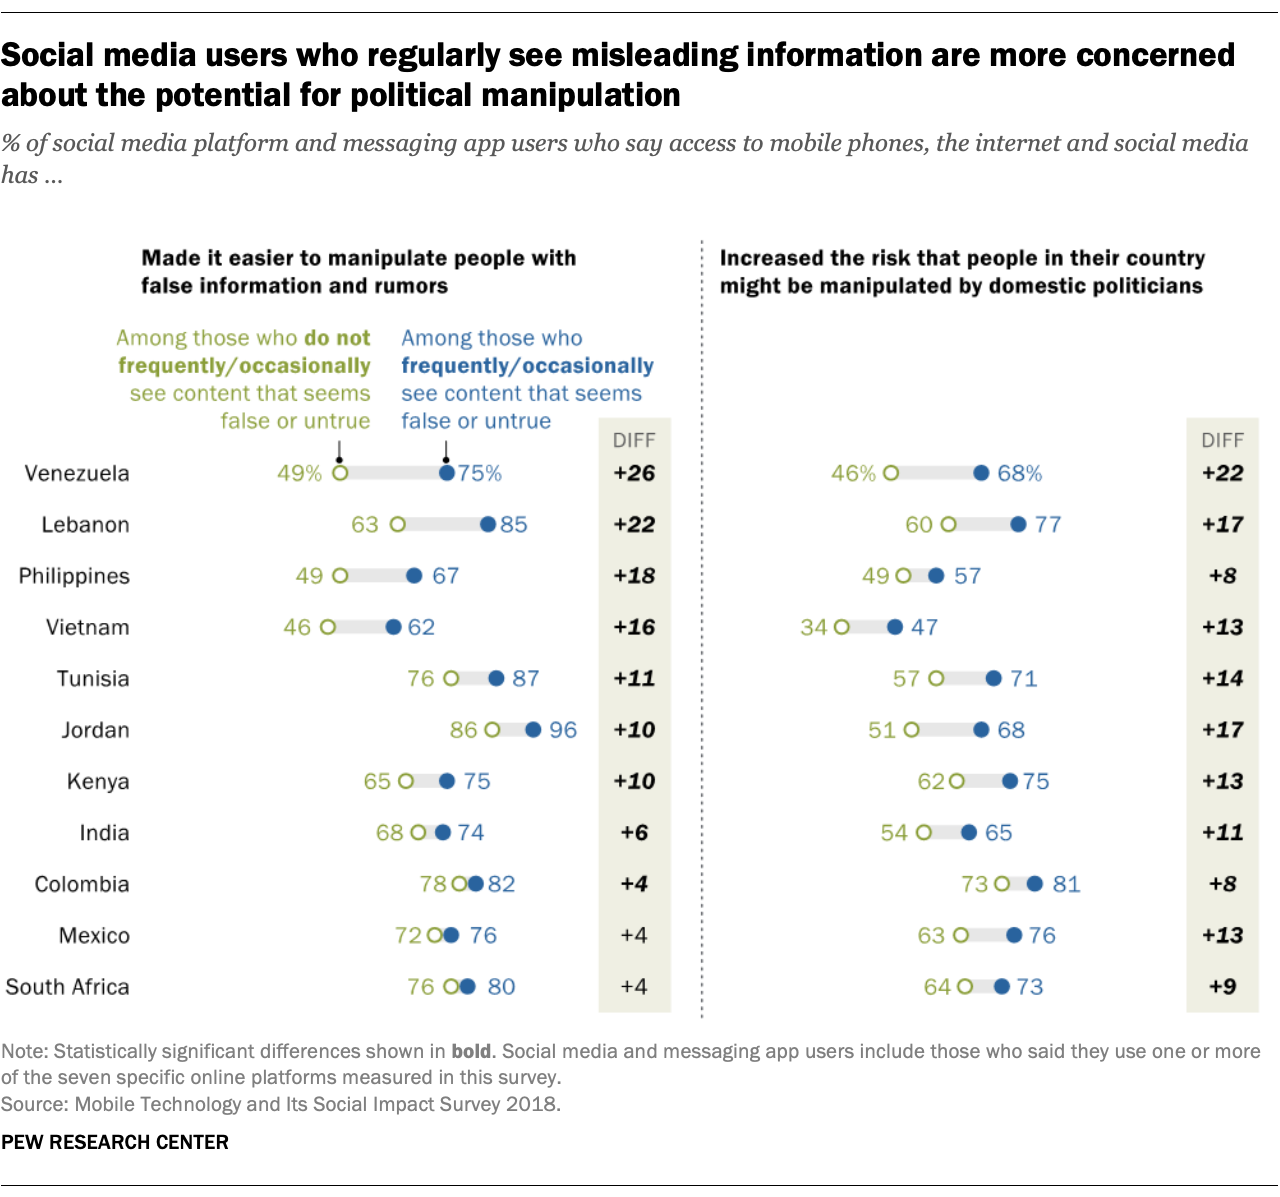 Social media users who regularly see misleading information are more concerned
about the potential for political manipulation
% of social media platform and messaging app users who say access to mobile phones, the internet and social media
has ...
Made it easier to manipulate people with
false information and rumors
Increased the risk that people in their country
might be manipulated by domestic politicians
Among those who do not
frequently/occasionally
see content that seems
false or untrue
Among those who
frequently/occasionally
see content that seems
false or untrue
DIFF DIFF
Venezuela 49% 75% +26 46% 68% +22
Lebanon 63 85 +22 60 77 +17
Philippines 49 67 +18 49 57 +8
Vietnam 46 62 +16 34 47 +13
Tunisia 76 87 +11 57 71 +14
Jordan 86 96 +10 51 68 +17
Kenya 65 75 +10 62 75 +13
India 68 74 +6 54 65 +11
Colombia 78 82 +4 73 81 +8
Mexico 72 76 +4 63 76 +13
South Africa 76 80 +4 64 73 +9
Note: Statistically significant differences shown in bold. Social media and messaging app users include those who said they use one or more
of the seven specific online platforms measured in this survey.
Source: Mobile Technology and Its Social Impact Survey 2018.
PEW RESEARCH CENTER